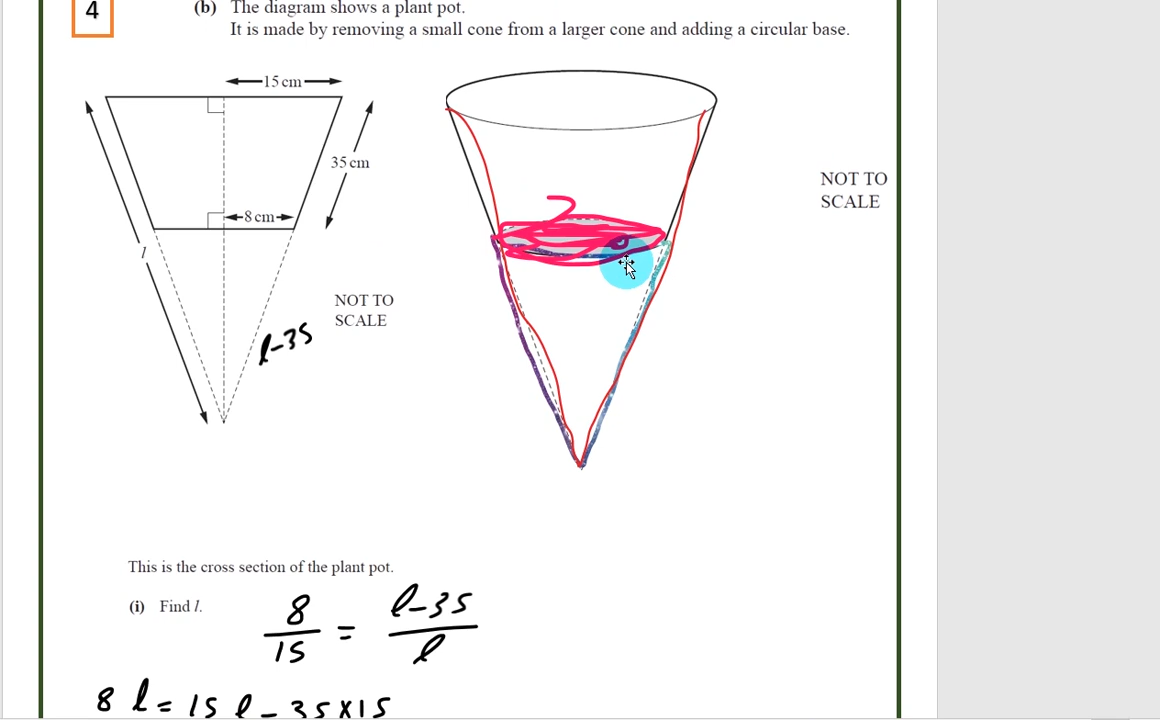 4
(b) The diagram shows a plant pot.
It is made by removing a small cone from a larger cone and adding a circular base.
15 cm
35 cm
8 cm
l
NOT TO
SCALE
l-35
NOT TO
SCALE
This is the cross section of the plant pot.
(i) Find l.
8/15 = l-35/l
8 l = 15 l - 35×15